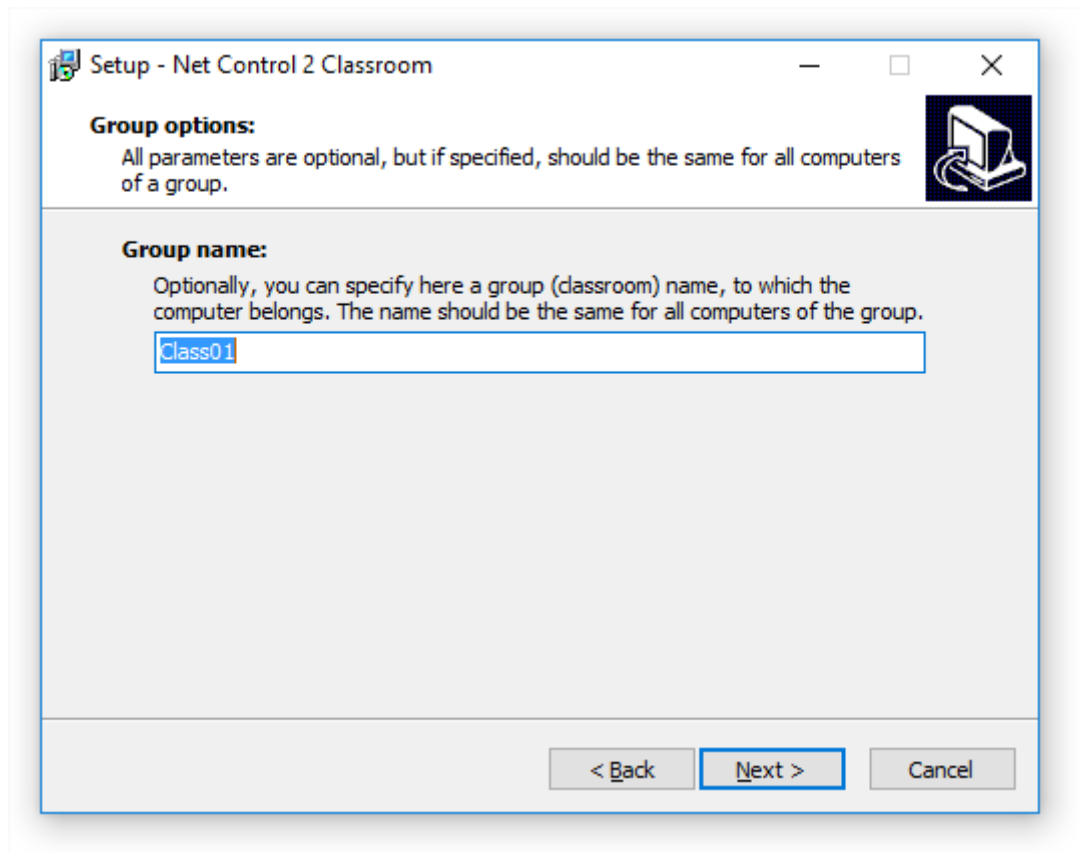 Setup - Net Control 2 Classroom
Group options:
All parameters are optional, but if specified, should be the same for all computers
of a group.
Group name:
Optionally, you can specify here a group (classroom) name, to which the
computer belongs. The name should be the same for all computers of the group.
Class01
< Back Next > Cancel